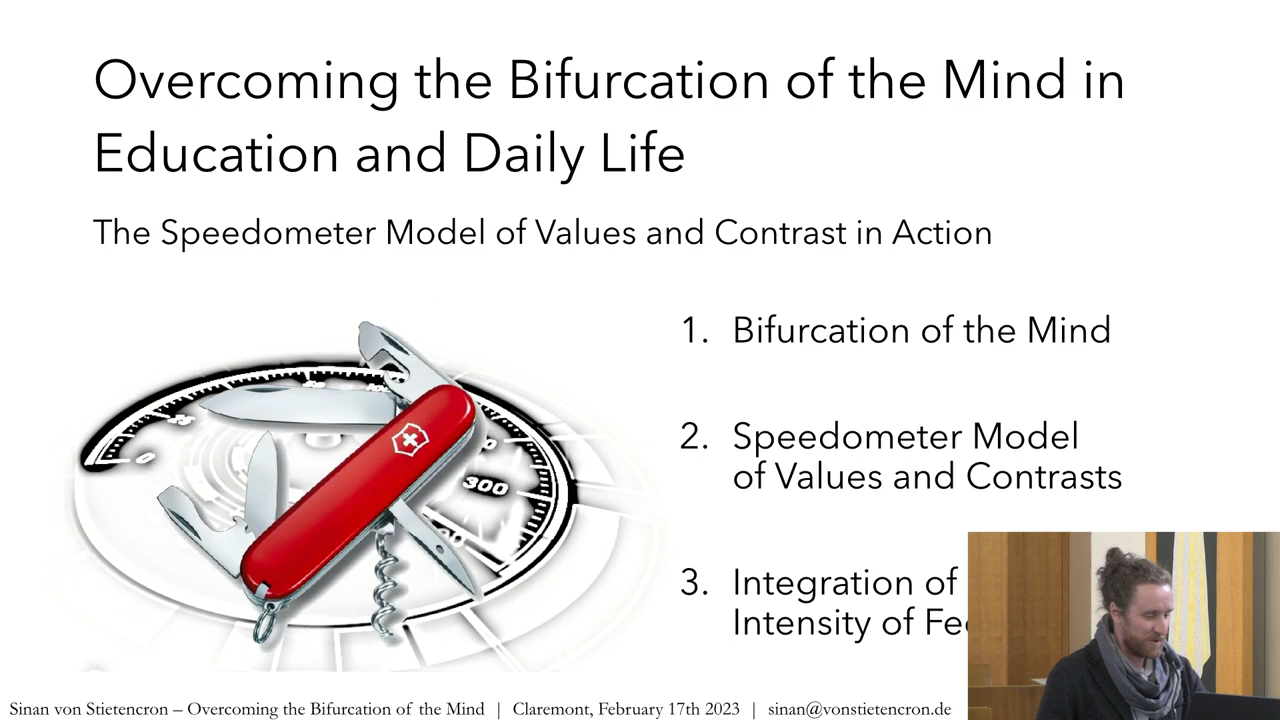 Overcoming the Bifurcation of the Mind in
Education and Daily Life
The Speedometer Model of Values and Contrast in Action
1. Bifurcation of the Mind
2. Speedometer Model
of Values and Contrasts
3. Integration of
Intensity of
0
25
300
Sinan von Stietencron – Overcoming the Bifurcation of the Mind | Claremont, February 17th 2023 | sinan@vonstietencron.de